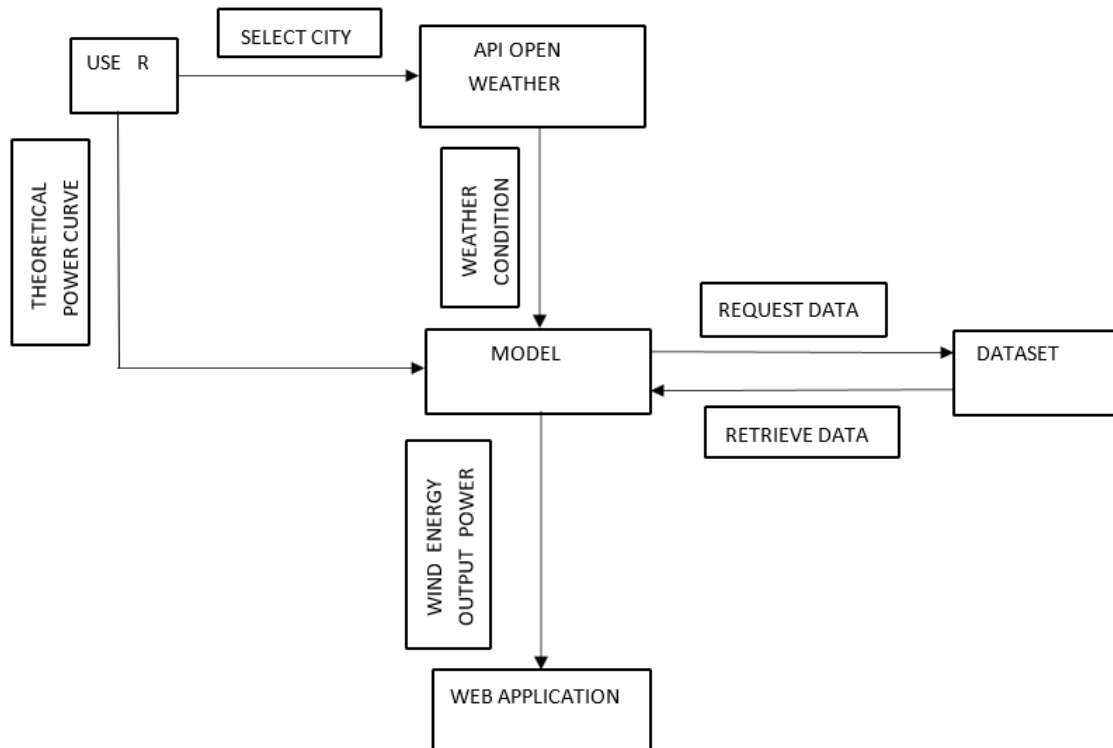 SELECT CITY
USE R
API OPEN
WEATHER
THEORETICAL
POWER CURVE
WEATHER
CONDITION
REQUEST DATA
MODEL
DATASET
RETRIEVE DATA
WIND ENERGY
OUTPUT POWER
WEB APPLICATION